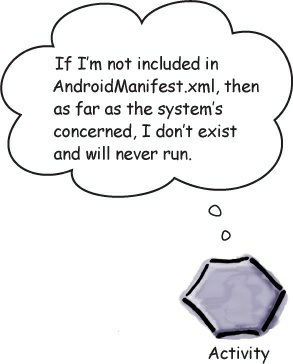 If I'm not included in
AndroidManifest.xml, then
as far as the system's
concerned, I don't exist
and will never run.
Activity